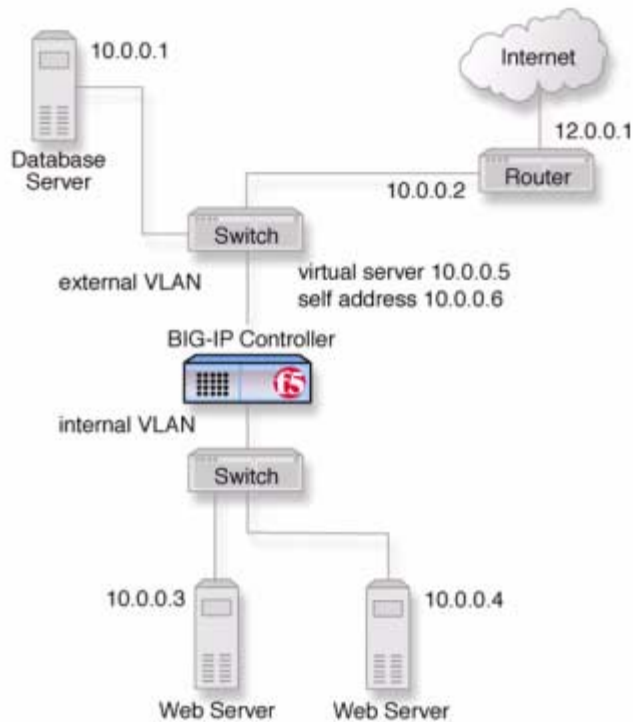 10.0.0.1
Database
Server
Internet
12.0.0.1
Router
10.0.0.2
Switch
external VLAN
virtual server 10.0.0.5
self address 10.0.0.6
BIG-IP Controller
f5
internal VLAN
Switch
10.0.0.3
10.0.0.4
Web Server
Web Server